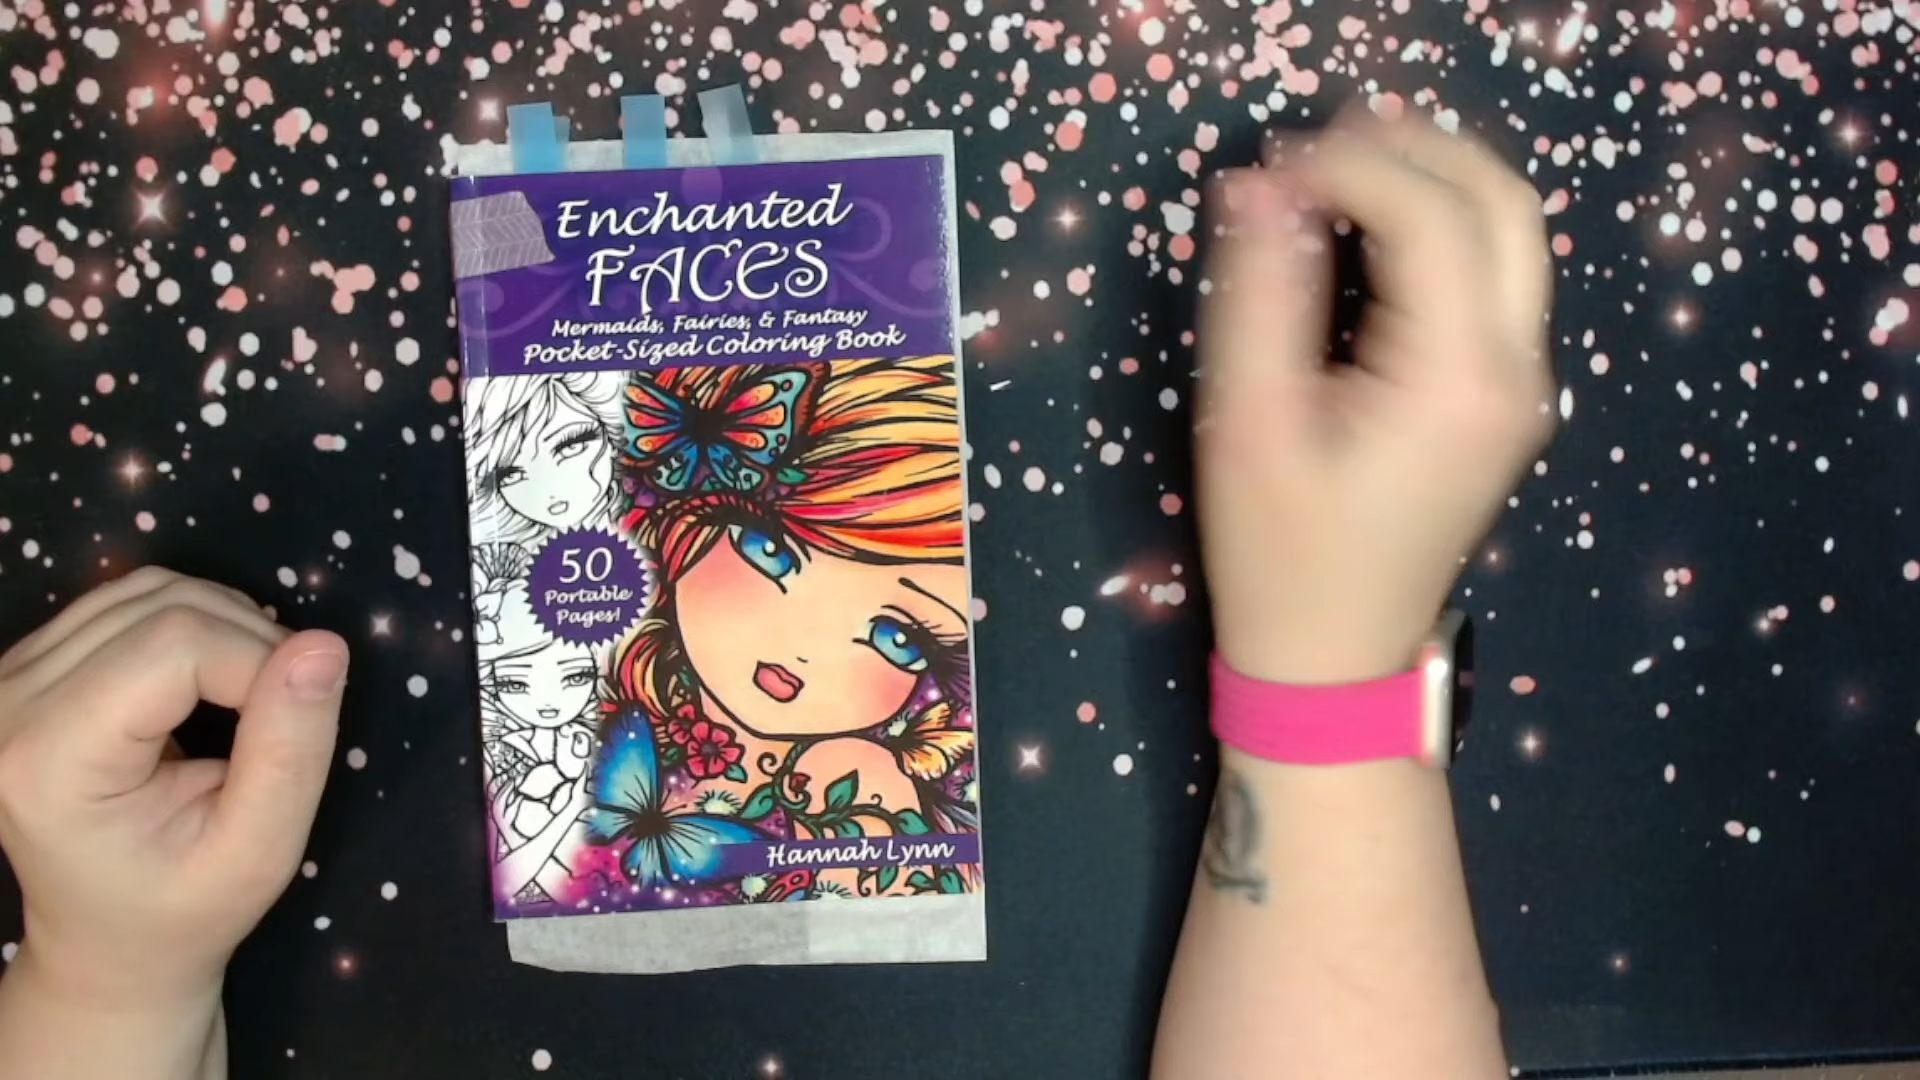 Enchanted
FACES
Mermaids, Fairies, & Fantasy
Pocket-Sized Coloring Book
50
Portable
Pages!
Hannah Lynn